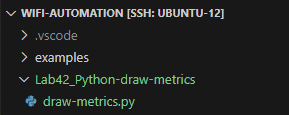 WIFI-AUTOMATION [SSH: UBUNTU-12]
.vscode
examples
Lab42_Python-draw-metrics
draw-metrics.py